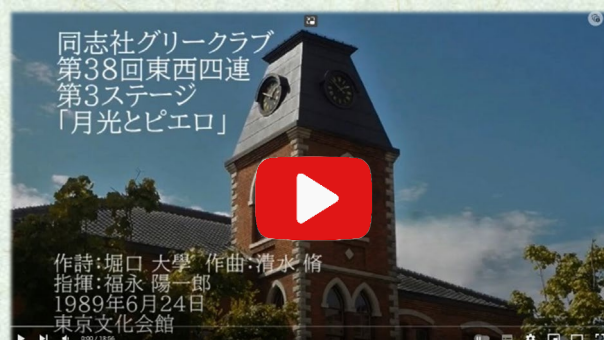 同志社グリークラブ
第38回東西四連
第3ステージ
「月光とピエロ」
作詩：堀口 大學　作曲：清水 脩
指揮：福永 陽一郎
1989年6月24日
東京文化会館